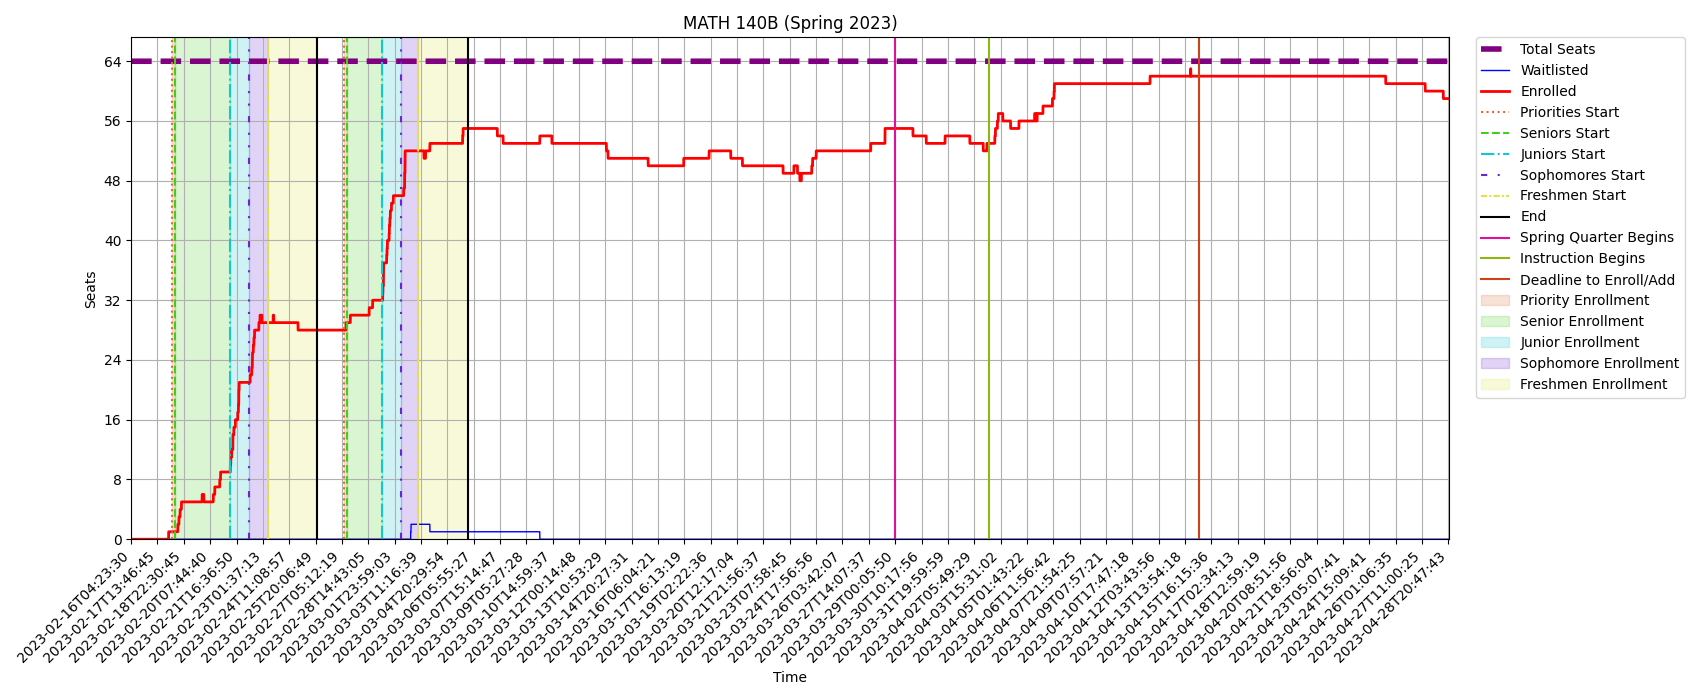 MATH 140B (Spring 2023)
Seats
64
56
48
40
32
24
16
8
0
2023-02-16T04:23:30
2023-02-17T13:46:45
2023-02-18T22:30:45
2023-02-20T07:44:40
2023-02-21T16:36:50
2023-02-23T01:37:13
2023-02-24T11:08:57
2023-02-25T20:06:49
2023-02-27T05:12:19
2023-02-28T14:43:05
2023-03-01T23:59:03
2023-03-03T11:16:39
2023-03-04T20:29:54
2023-03-06T05:55:27
2023-03-07T15:14:47
2023-03-09T05:27:28
2023-03-10T14:59:37
2023-03-12T00:14:48
2023-03-13T10:53:29
2023-03-14T20:27:31
2023-03-16T06:04:21
2023-03-17T16:13:19
2023-03-19T02:22:36
2023-03-20T12:17:04
2023-03-21T21:56:37
2023-03-23T07:58:45
2023-03-24T17:56:56
2023-03-26T03:42:07
2023-03-27T14:07:37
2023-03-29T00:05:50
2023-03-30T10:17:56
2023-03-31T19:59:59
2023-04-02T05:49:29
2023-04-03T15:31:02
2023-04-05T01:43:22
2023-04-06T11:56:42
2023-04-07T21:54:25
2023-04-09T07:57:21
2023-04-10T17:47:18
2023-04-12T03:43:56
2023-04-13T13:54:18
2023-04-15T16:15:36
2023-04-17T02:34:13
2023-04-18T12:59:19
2023-04-20T08:51:56
2023-04-21T18:56:04
2023-04-23T05:07:41
2023-04-24T15:09:41
2023-04-26T01:06:35
2023-04-27T11:00:25
2023-04-28T20:47:43
Time
Total Seats
Waitlisted
Enrolled
Priorities Start
Seniors Start
Juniors Start
Sophomores Start
Freshmen Start
End
Spring Quarter Begins
Instruction Begins
Deadline to Enroll/Add
Priority Enrollment
Senior Enrollment
Junior Enrollment
Sophomore Enrollment
Freshmen Enrollment